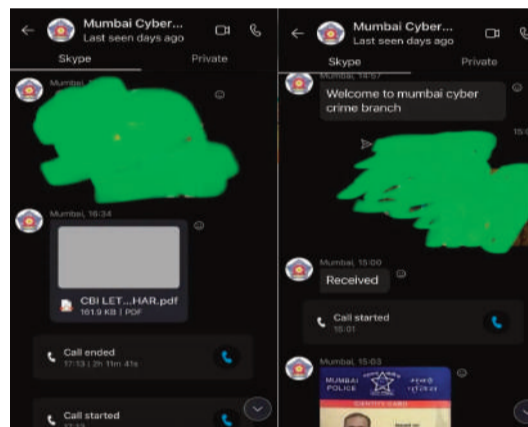 Mumbai Cyber...
Last seen days ago
Skype
Private
Mumbai, 16:34
CBI LET...HAR.pdf
161.9 KB | PDF
Call ended
17:13 | 2h 11m 41s
Call started
Mumbai Cyber...
Last seen days ago
Skype
Private
Mumbai, 14:57
Welcome to mumbai cyber
crime branch
Received
Mumbai, 15:00
Call started
15:01
Mumbai, 15:03
MUMBAI
POLICE
IDENTITY CARD